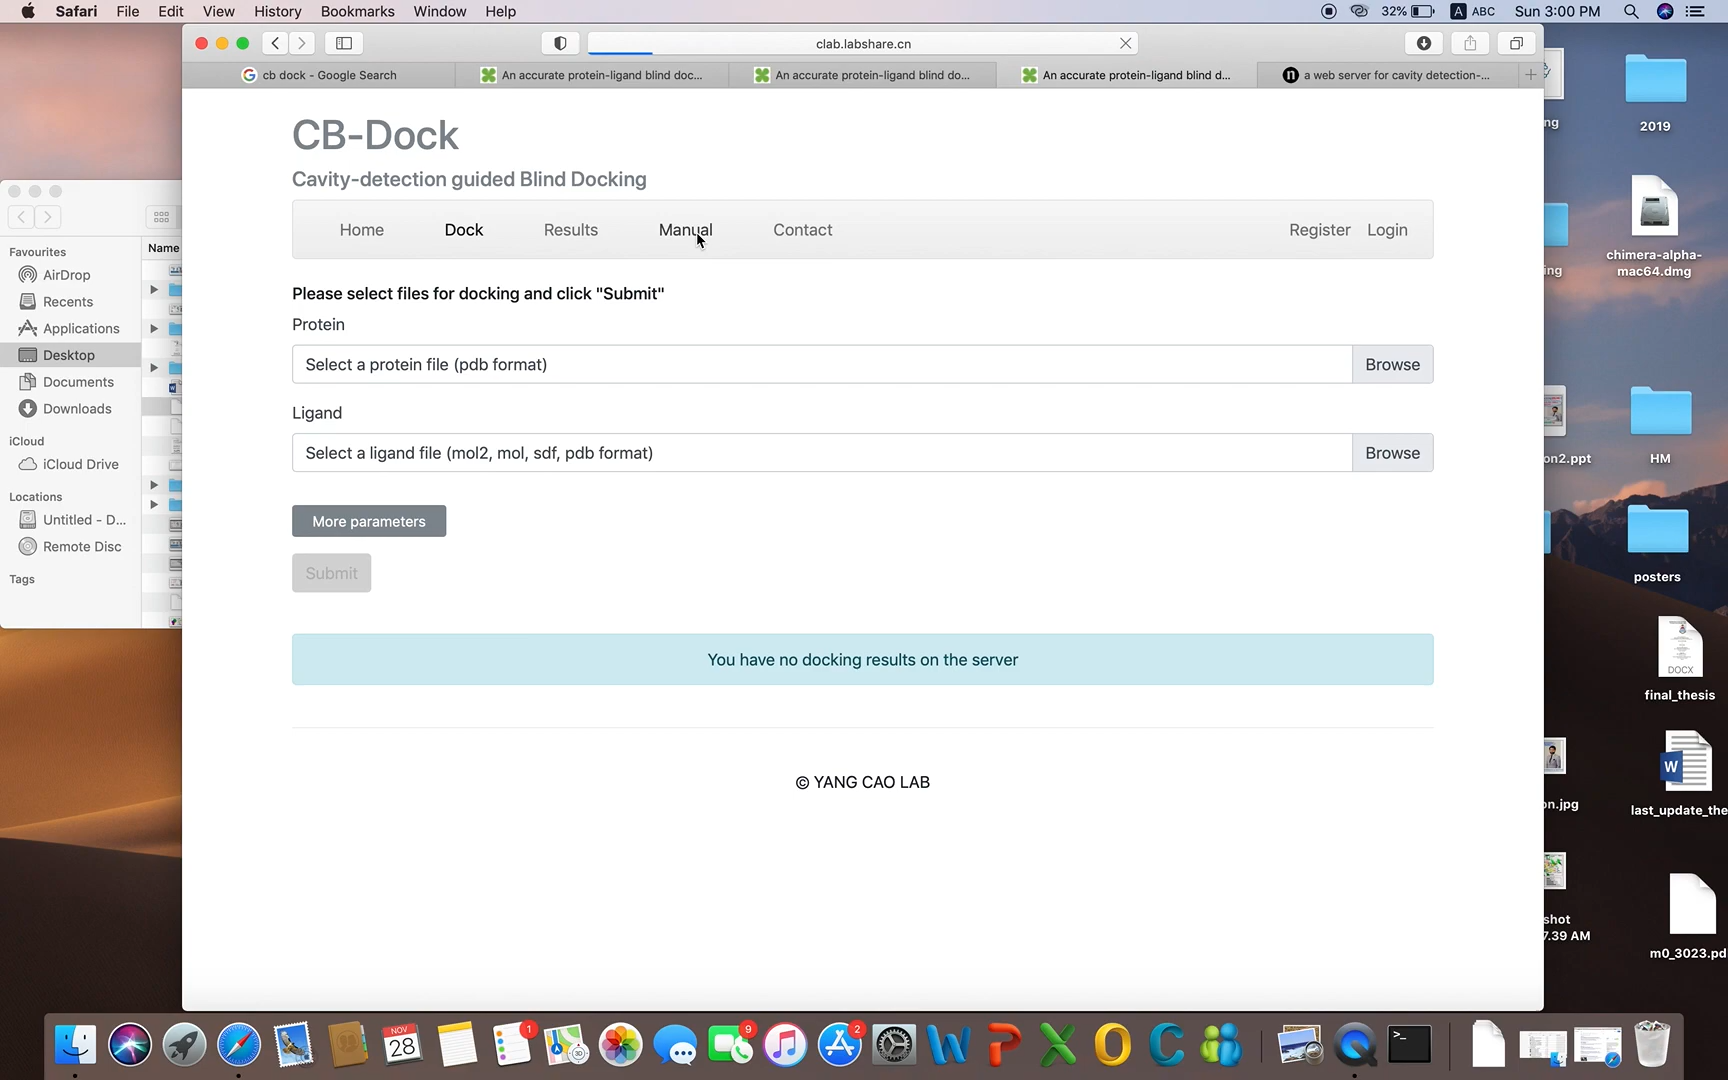 Safari File Edit View History Bookmarks Window Help
32% A ABC Sun 3:00 PM
clab.labshare.cn
cb dock - Google Search
An accurate protein-ligand blind doc...
An accurate protein-ligand blind do...
An accurate protein-ligand blind d...
n a web server for cavity detection-...
CB-Dock
Cavity-detection guided Blind Docking
Home Dock Results Manual Contact Register Login
Please select files for docking and click "Submit"
Protein
Select a protein file (pdb format) Browse
Ligand
Select a ligand file (mol2, mol, sdf, pdb format) Browse
More parameters
Submit
You have no docking results on the server
© YANG CAO LAB
Name
Favourites
AirDrop
Recents
Applications
Desktop
Documents
Downloads
iCloud
iCloud Drive
Locations
Untitled - D...
Remote Disc
Tags
ng
2019
ing
chimera-alpha-
mac64.dmg
on2.ppt
HM
posters
DOCX
final_thesis
on.jpg
W
last_update_the
shot
7.39 AM
m0_3023.pd
NOV
28
1
3D
9
2
>_